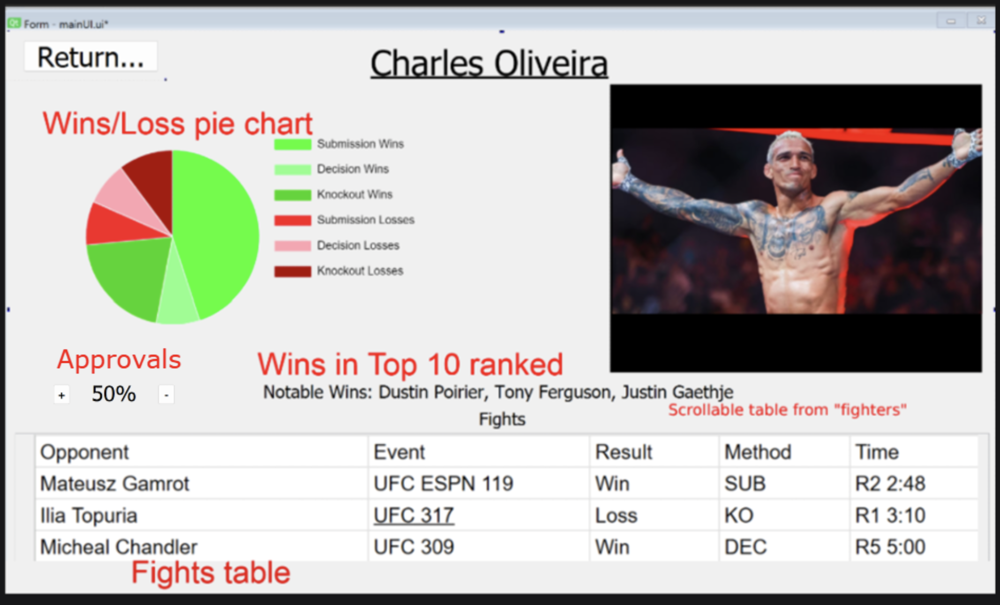 Qt Form - mainUI.ui*
Return...
Charles Oliveira
Wins/Loss pie chart
Submission Wins
Decision Wins
Knockout Wins
Submission Losses
Decision Losses
Knockout Losses
Approvals
+ 50% -
Wins in Top 10 ranked
Notable Wins: Dustin Poirier, Tony Ferguson, Justin Gaethje
Scrollable table from "fighters"
Fights
Opponent Event Result Method Time
Mateusz Gamrot UFC ESPN 119 Win SUB R2 2:48
Ilia Topuria UFC 317 Loss KO R1 3:10
Micheal Chandler UFC 309 Win DEC R5 5:00
Fights table